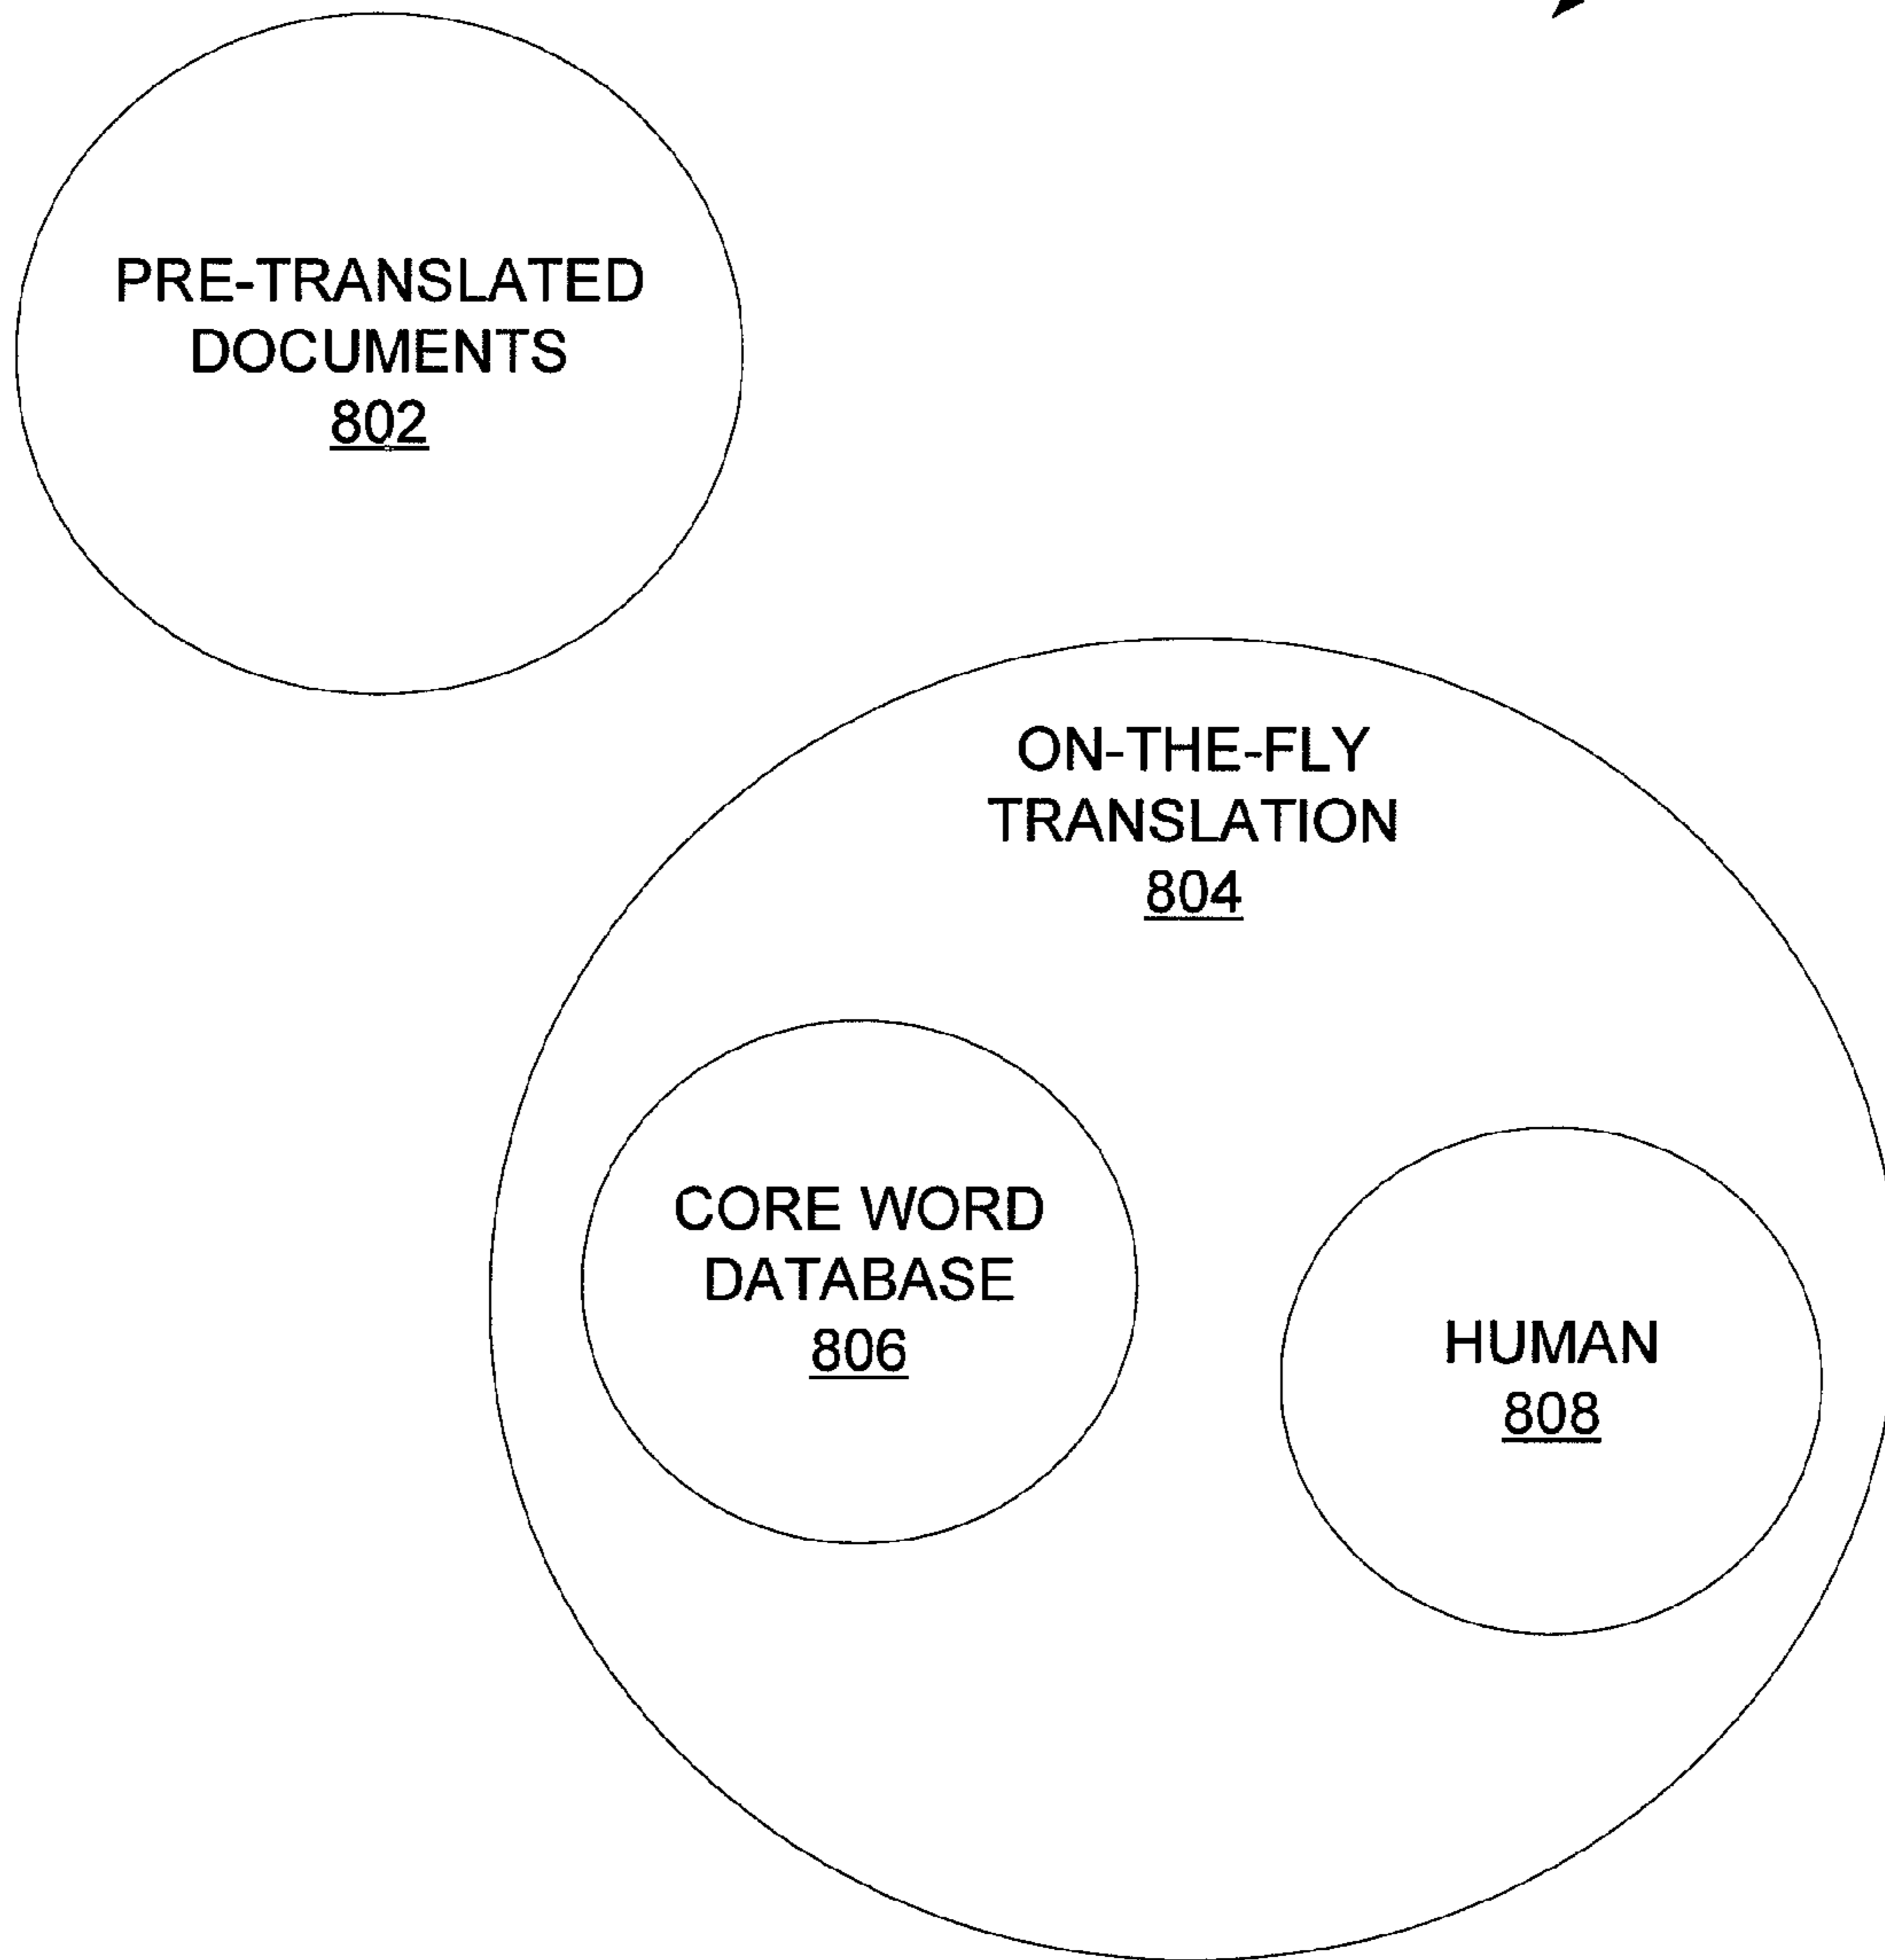 PRE-TRANSLATED
DOCUMENTS
802
ON-THE-FLY
TRANSLATION
804
CORE WORD
DATABASE
806
HUMAN
808